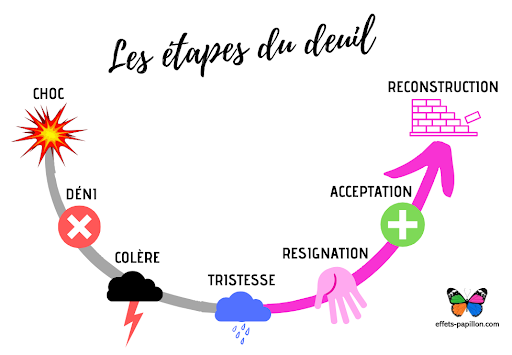 Les étapes du deuil
CHOC
RECONSTRUCTION
DÉNI
ACCEPTATION
COLÈRE
RESIGNATION
TRISTESSE
effets-papillon.com